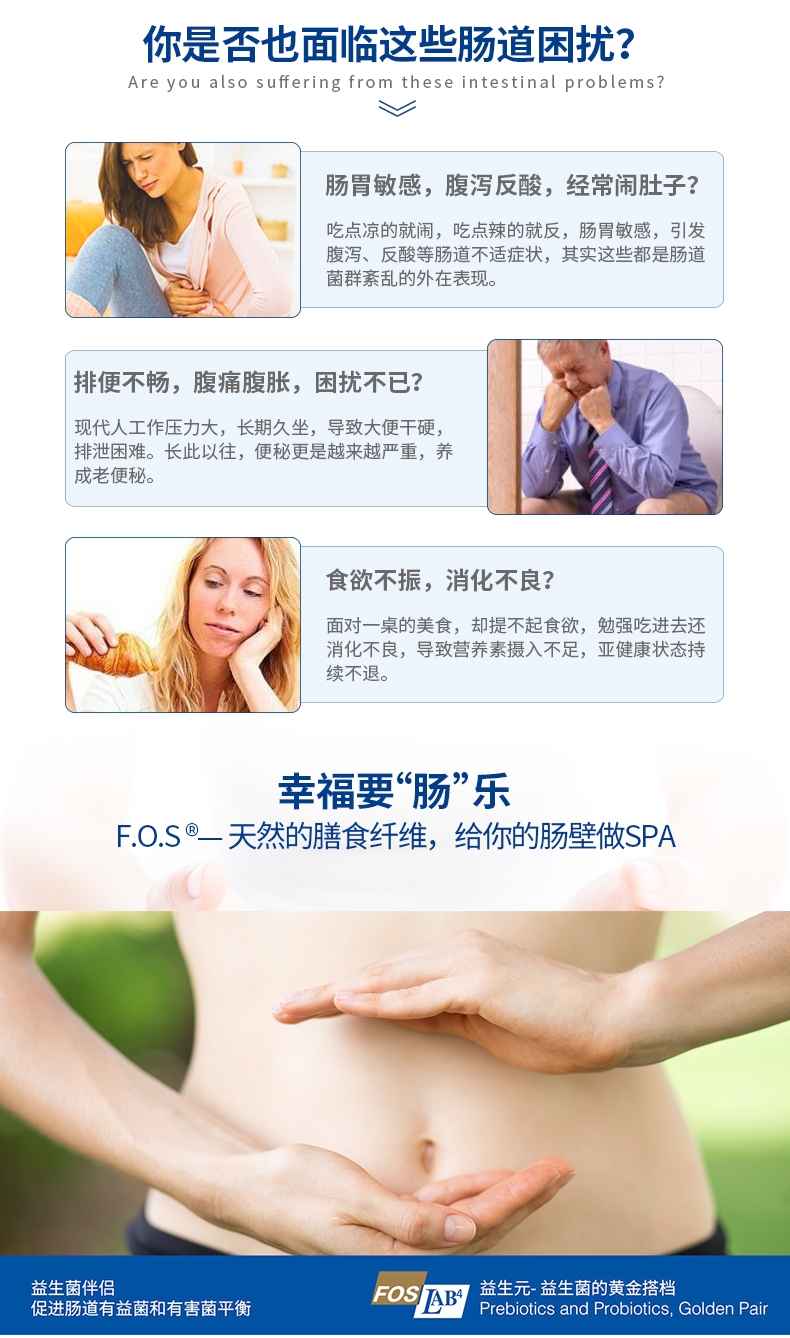 你是否也面临这些肠道困扰？
Are you also suffering from these intestinal problems?
肠胃敏感，腹泻反酸，经常闹肚子？
吃点凉的就闹，吃点辣的就反，肠胃敏感，引发
腹泻、反酸等肠道不适症状，其实这些都是肠道
菌群紊乱的外在表现。
排便不畅，腹痛腹胀，困扰不已？
现代人工作压力大，长期久坐，导致大便干硬，
排泄困难。长此以往，便秘更是越来越严重，养
成老便秘。
食欲不振，消化不良？
面对一桌的美食，却提不起食欲，勉强吃进去还
消化不良，导致营养素摄入不足，亚健康状态持
续不退。
幸福要“肠”乐
F.O.S®— 天然的膳食纤维，给你的肠壁做SPA
益生菌伴侣
促进肠道有益菌和有害菌平衡
FOS LAB4
益生元- 益生菌的黄金搭档
Prebiotics and Probiotics, Golden Pair